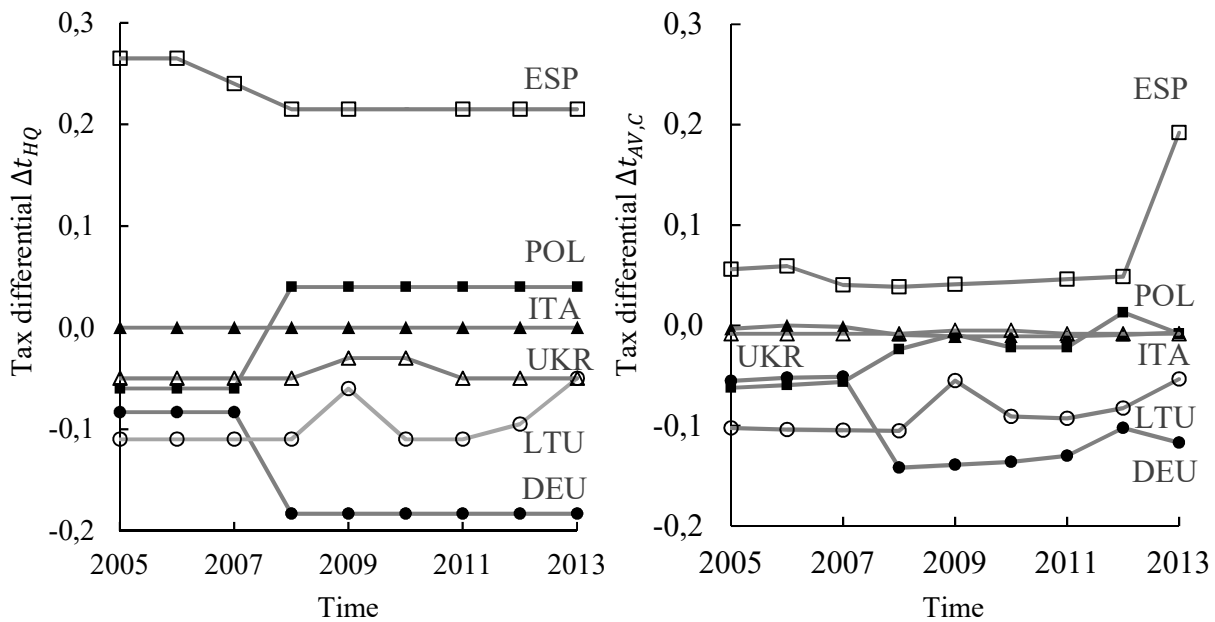 Tax differential Δt_HQ
0,3
0,2
0,1
0,0
-0,1
-0,2
ESP
POL
ITA
UKR
LTU
DEU
2005 2007 2009 2011 2013
Time
Tax differential Δt_AV,C
0,3
0,2
0,1
0,0
-0,1
-0,2
ESP
POL
UKR
ITA
LTU
DEU
2005 2007 2009 2011 2013
Time